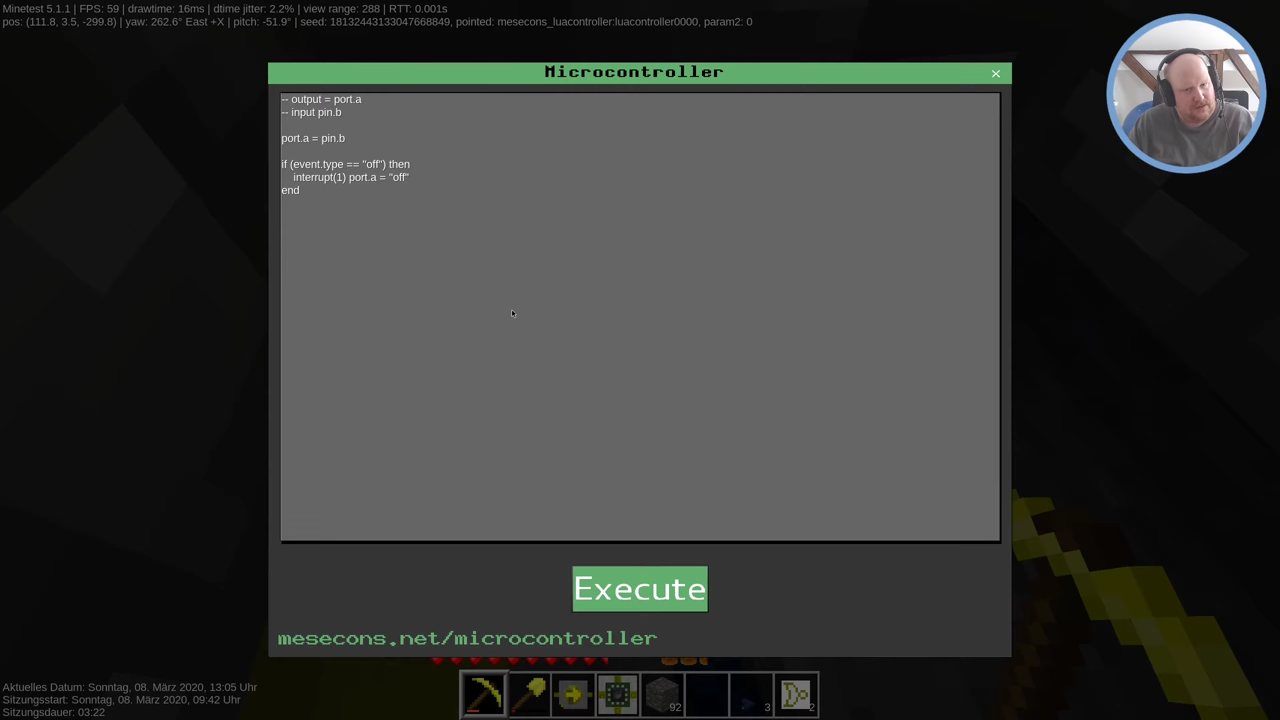 Minetest 5.1.1 | FPS: 59 | drawtime: 16ms | dtime jitter: 2.2% | view range: 288 | RTT: 0.001s
pos: (111.8, 3.5, -299.8) | yaw: 262.6° East +X | pitch: -51.9° | seed: 18132443133047668849, pointed: mesecons_luacontroller:luacontroller0000, param2: 0
Microcontroller
×
-- output = port.a
-- input pin.b
port.a = pin.b
if (event.type == "off") then
interrupt(1) port.a = "off"
end
Execute
mesecons.net/microcontroller
92
3
2
Aktuelles Datum: Sonntag, 08. März 2020, 13:05 Uhr
Sitzungsstart: Sonntag, 08. März 2020, 09:42 Uhr
Sitzungsdauer: 03:22